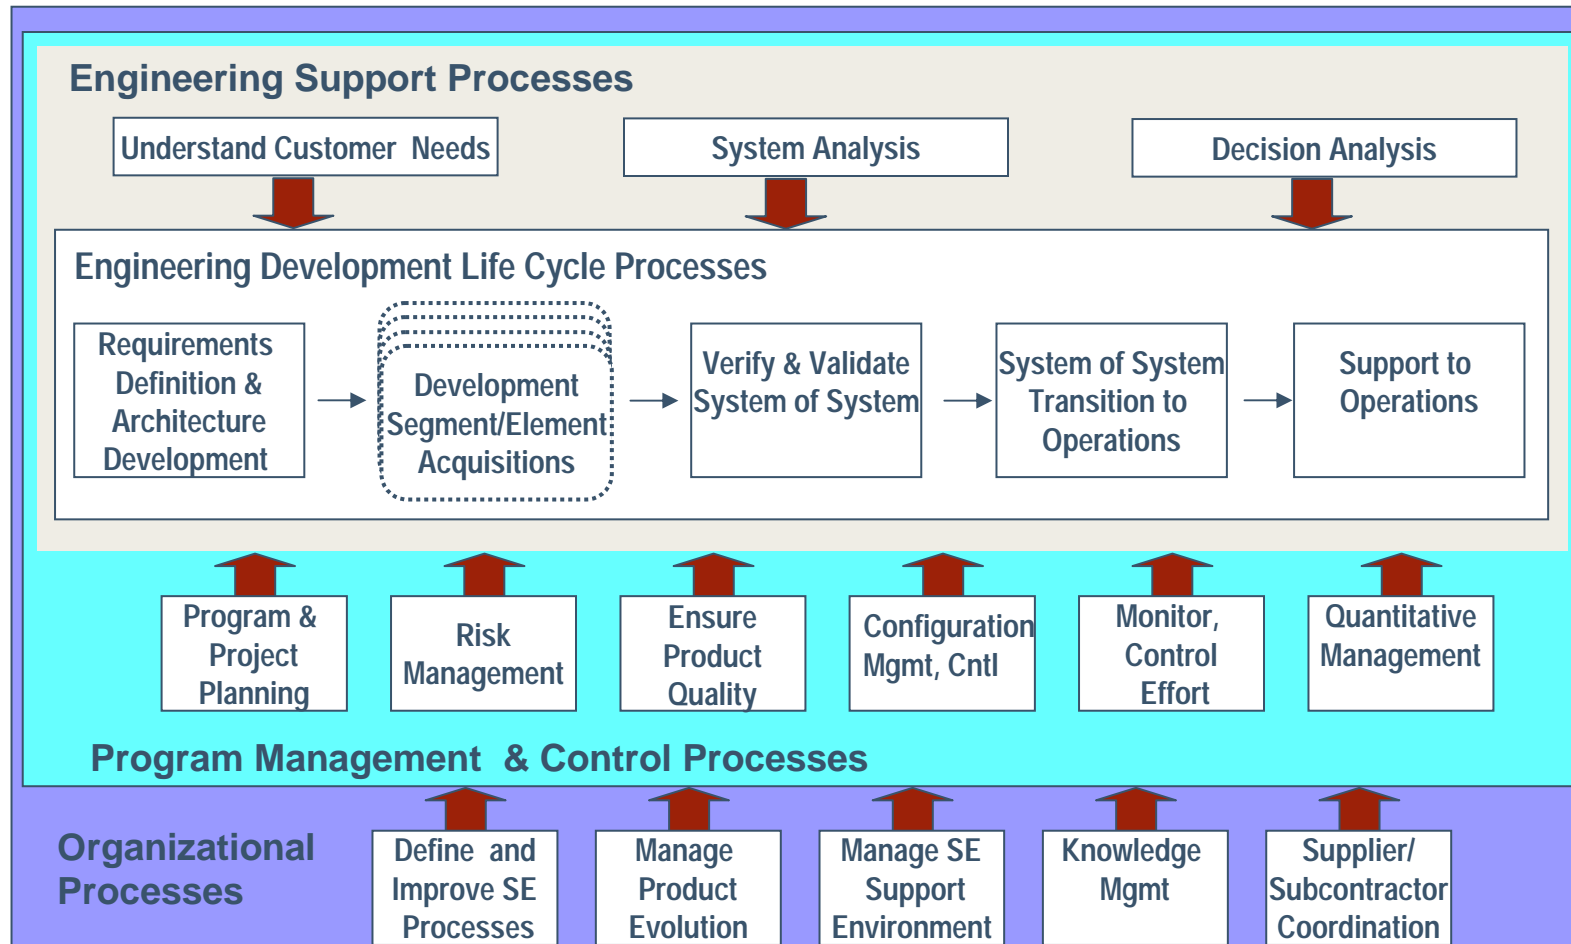 Engineering Support Processes
Understand Customer Needs
System Analysis
Decision Analysis
Engineering Development Life Cycle Processes
Requirements
Definition &
Architecture
Development
Development
Segment/Element
Acquisitions
Verify & Validate
System of System
System of System
Transition to
Operations
Support to
Operations
Program &
Project
Planning
Risk
Management
Ensure
Product
Quality
Configuration
Mgmt, Cntl
Monitor,
Control
Effort
Quantitative
Management
Program Management & Control Processes
Organizational
Processes
Define and
Improve SE
Processes
Manage
Product
Evolution
Manage SE
Support
Environment
Knowledge
Mgmt
Supplier/
Subcontractor
Coordination